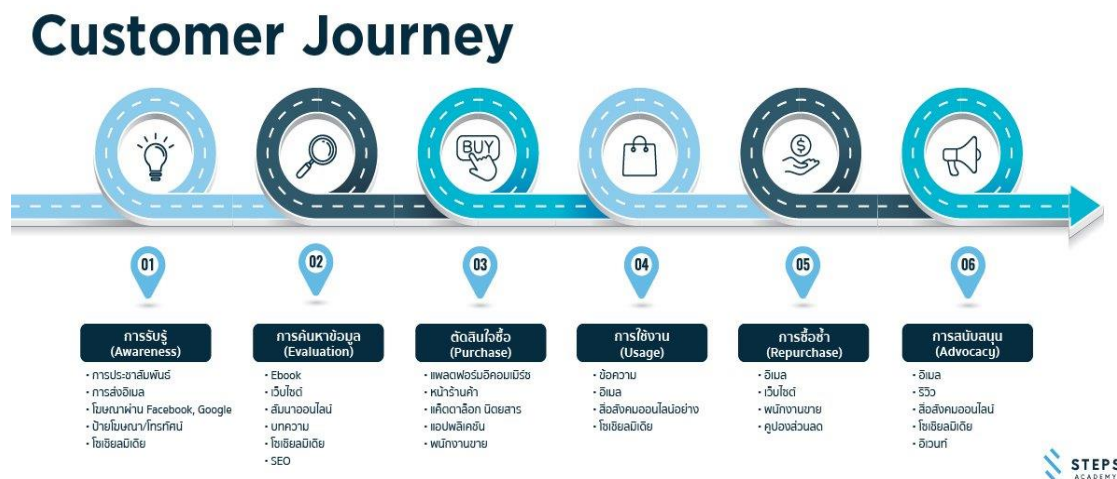 Customer Journey
BUY
$
01
02
03
04
05
06
การรับรู้
(Awareness)
• การประชาสัมพันธ์
• การส่งอีเมล
• โฆษณาผ่าน Facebook, Google
• ป้ายโฆษณา/โทรทัศน์
• โซเชียลมีเดีย
การค้นหาข้อมูล
(Evaluation)
• Ebook
• เว็บไซต์
• สัมนาออนไลน์
• บทความ
• โซเชียลมีเดีย
• SEO
ตัดสินใจซื้อ
(Purchase)
• แพลตฟอร์มอีคอมเมิร์ซ
• หน้าร้านค้า
• แค็ตตาล็อก นิตยสาร
• แอปพลิเคชัน
• พนักงานขาย
การใช้งาน
(Usage)
• ข้อความ
• อีเมล
• สื่อสังคมออนไลน์อย่าง
• โซเชียลมีเดีย
การซื้อซ้ำ
(Repurchase)
• อีเมล
• เว็บไซต์
• พนักงานขาย
• คูปองส่วนลด
การสนับสนุน
(Advocacy)
• อีเมล
• รีวิว
• สื่อสังคมออนไลน์
• โซเชียลมีเดีย
• อีเวนท์
STEPS
ACADEMY